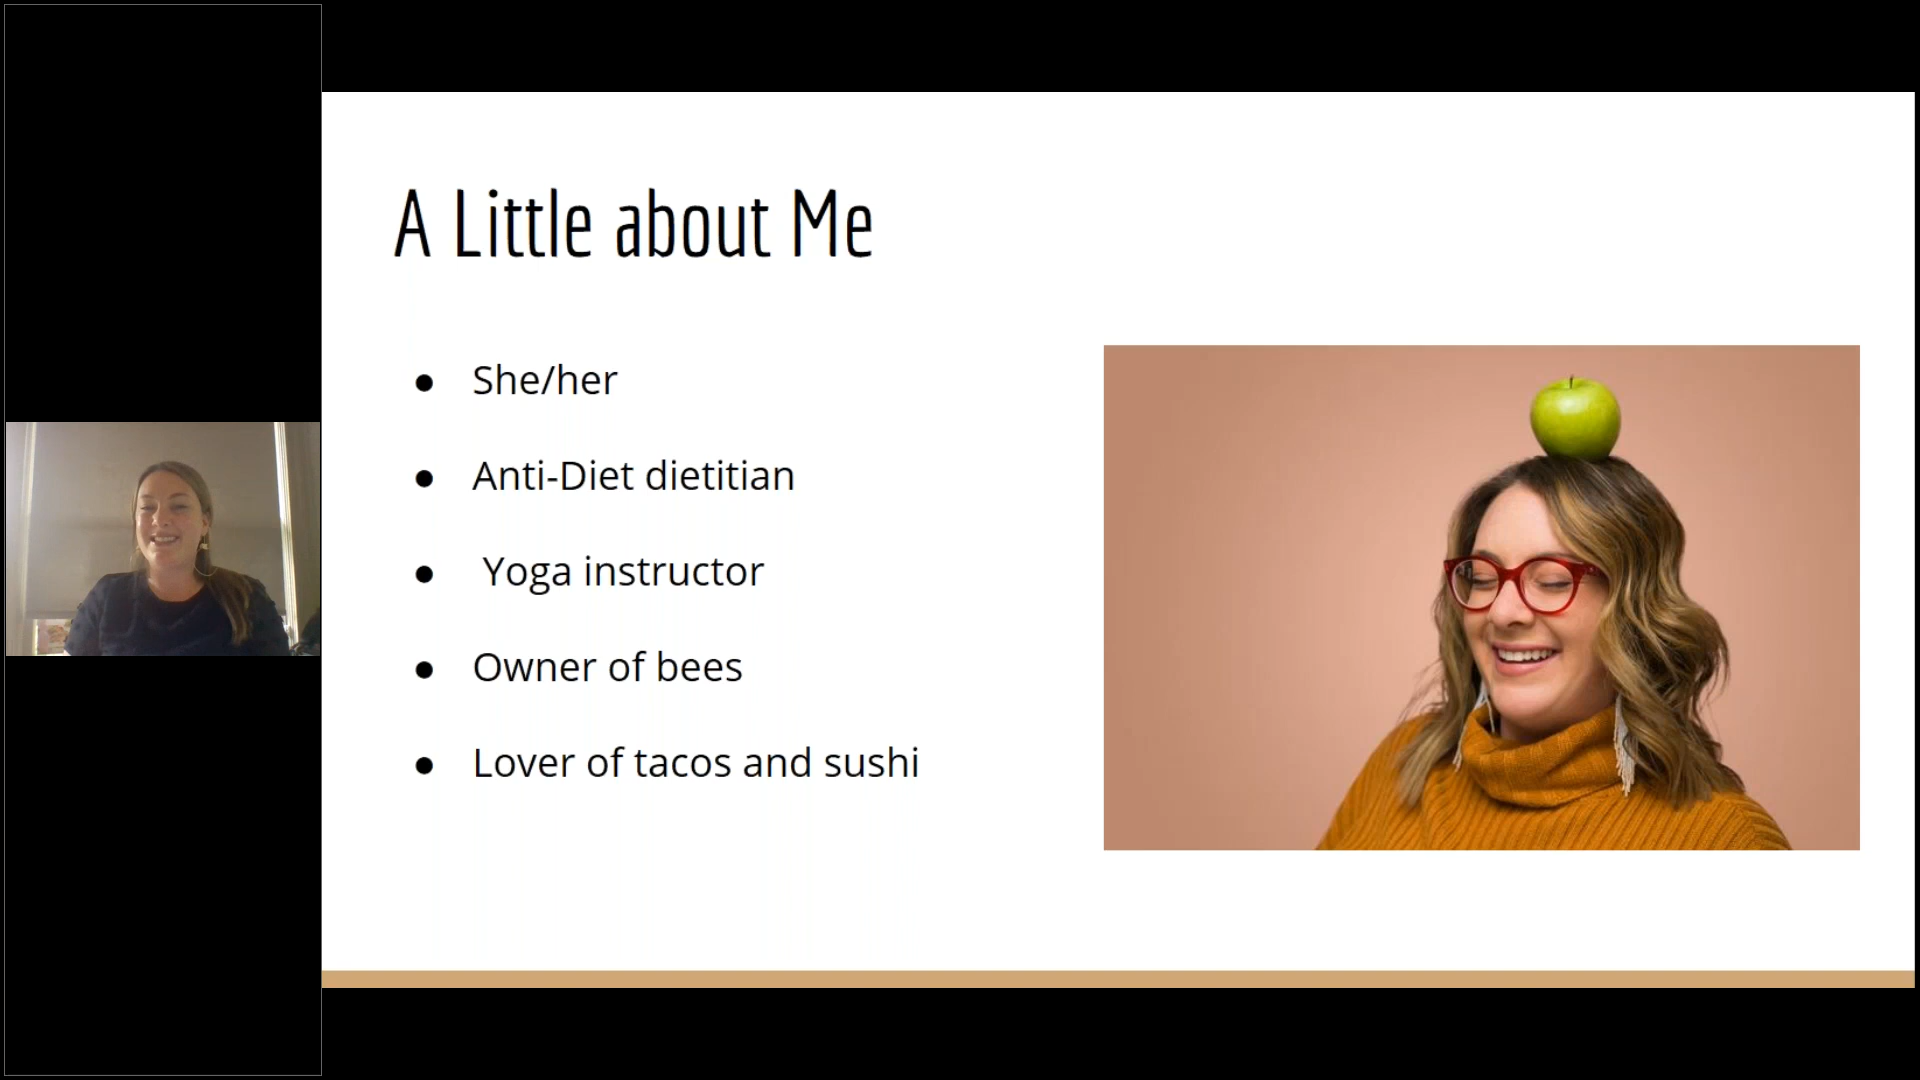 A Little about Me
● She/her
● Anti-Diet dietitian
● Yoga instructor
● Owner of bees
● Lover of tacos and sushi